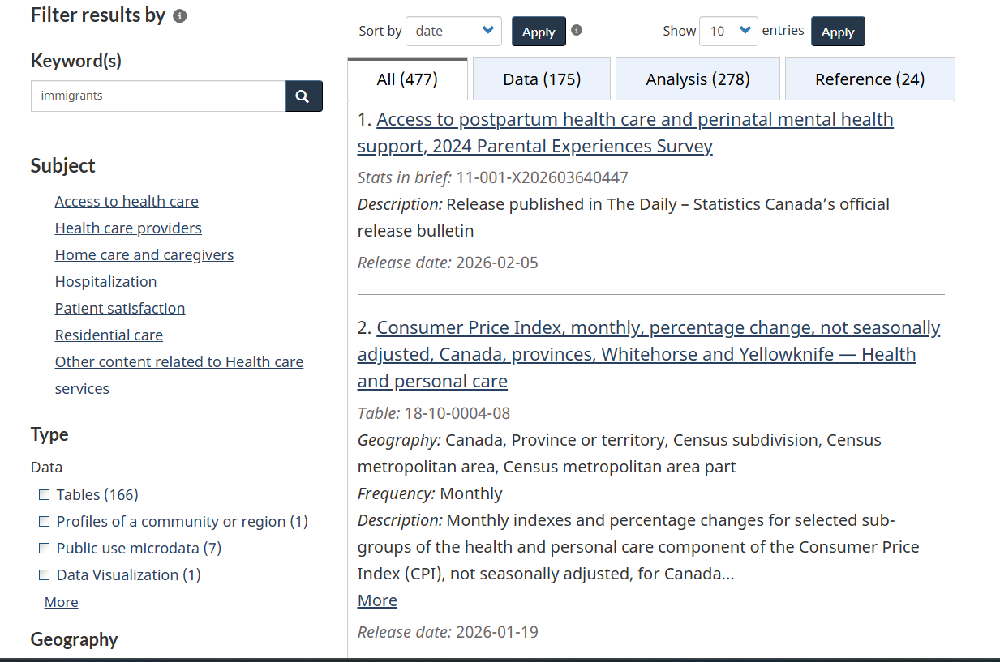 Filter results by
Keyword(s)
immigrants
Subject
Access to health care
Health care providers
Home care and caregivers
Hospitalization
Patient satisfaction
Residential care
Other content related to Health care
services
Type
Data
Tables (166)
Profiles of a community or region (1)
Public use microdata (7)
Data Visualization (1)
More
Geography
Sort by date Apply Show 10 entries Apply
All (477) Data (175) Analysis (278) Reference (24)
1. Access to postpartum health care and perinatal mental health
support, 2024 Parental Experiences Survey
Stats in brief: 11-001-X202603640447
Description: Release published in The Daily – Statistics Canada’s official
release bulletin
Release date: 2026-02-05
2. Consumer Price Index, monthly, percentage change, not seasonally
adjusted, Canada, provinces, Whitehorse and Yellowknife — Health
and personal care
Table: 18-10-0004-08
Geography: Canada, Province or territory, Census subdivision, Census
metropolitan area, Census metropolitan area part
Frequency: Monthly
Description: Monthly indexes and percentage changes for selected sub-
groups of the health and personal care component of the Consumer Price
Index (CPI), not seasonally adjusted, for Canada...
More
Release date: 2026-01-19